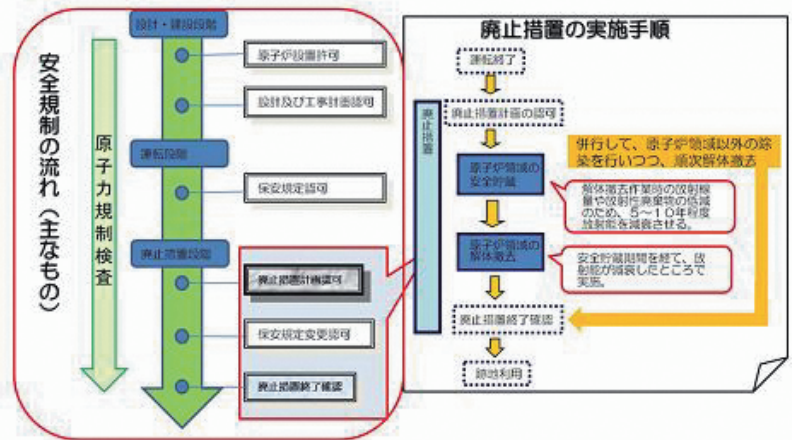 安全規制の流れ（主なもの）
原子力規制検査
設計・建設段階
原子炉設置許可
設計及び工事計画認可
運転段階
保安規定認可
廃止措置段階
廃止措置計画認可
保安規定変更認可
廃止措置終了確認
廃止措置の実施手順
運転終了
廃止措置
廃止措置計画の認可
併行して、原子炉領域以外の除
染を行いつつ、順次解体撤去
原子炉領域の
安全貯蔵
解体撤去作業時の放射線
量や放射性廃棄物の低減
のため、５～１０年程度
放射能を減衰させる。
原子炉領域の
解体撤去
安全貯蔵期間を経て、放
射能が減衰したところで
実施。
廃止措置終了確認
跡地利用